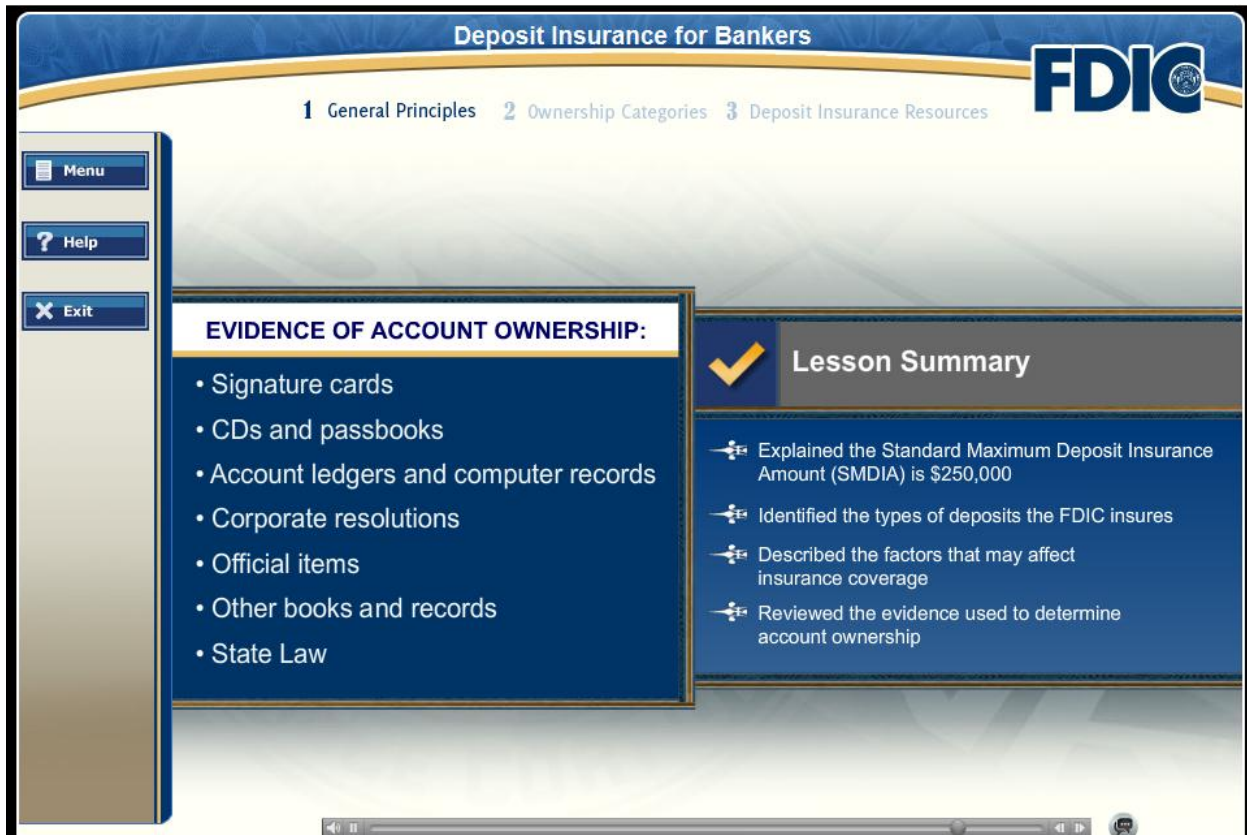 Deposit Insurance for Bankers
FDIC
1 General Principles 2 Ownership Categories 3 Deposit Insurance Resources
Menu
? Help
X Exit
EVIDENCE OF ACCOUNT OWNERSHIP:
• Signature cards
• CDs and passbooks
• Account ledgers and computer records
• Corporate resolutions
• Official items
• Other books and records
• State Law
Lesson Summary
Explained the Standard Maximum Deposit Insurance
Amount (SMDIA) is $250,000
Identified the types of deposits the FDIC insures
Described the factors that may affect
insurance coverage
Reviewed the evidence used to determine
account ownership